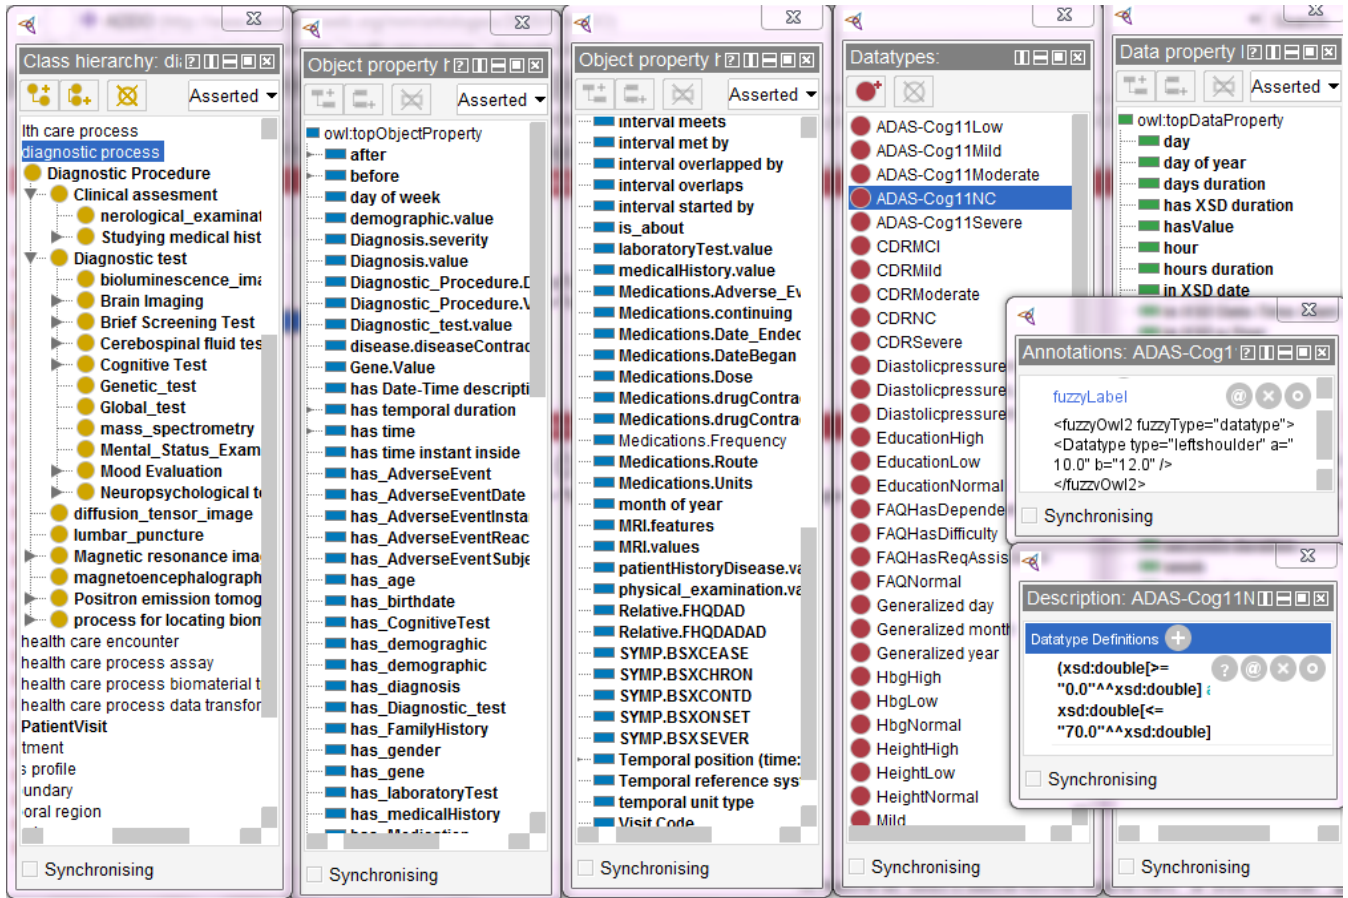 Class hierarchy: di
Asserted
lth care process
diagnostic process
Diagnostic Procedure
Clinical assesment
nerological_examinat
Studying medical hist
Diagnostic test
bioluminescence_ima
Brain Imaging
Brief Screening Test
Cerebospinal fluid tes
Cognitive Test
Genetic_test
Global_test
mass_spectrometry
Mental_Status_Exam
Mood Evaluation
Neuropsychological t
diffusion_tensor_image
lumbar_puncture
Magnetic resonance ima
magnetoencephalograph
Positron emission tomog
process for locating bion
health care encounter
health care process assay
health care process biomaterial t
health care process data transfor
PatientVisit
tment
s profile
undary
oral region
Synchronising
Object property h
Asserted
owl:topObjectProperty
after
before
day of week
demographic.value
Diagnosis.severity
Diagnosis.value
Diagnostic_Procedure.D
Diagnostic_Procedure.V
Diagnostic_test.value
disease.diseaseContrac
Gene.Value
has Date-Time descripti
has temporal duration
has time
has time instant inside
has_AdverseEvent
has_AdverseEventDate
has_AdverseEventInsta
has_AdverseEventReac
has_AdverseEventSubje
has_age
has_birthdate
has_CognitiveTest
has_demograghic
has_demographic
has_diagnosis
has_Diagnostic_test
has_FamilyHistory
has_gender
has_gene
has_laboratoryTest
has_medicalHistory
has_Medication
Synchronising
Object property h
Asserted
interval meets
interval met by
interval overlapped by
interval overlaps
interval started by
is_about
laboratoryTest.value
medicalHistory.value
Medications.Adverse_Ev
Medications.continuing
Medications.Date_Ended
Medications.DateBegan
Medications.Dose
Medications.drugContra
Medications.drugContra
Medications.Frequency
Medications.Route
Medications.Units
month of year
MRI.features
MRI.values
patientHistoryDisease.va
physical_examination.va
Relative.FHQDAD
Relative.FHQDADAD
SYMP.BSXCEASE
SYMP.BSXCHRON
SYMP.BSXCONTD
SYMP.BSXONSET
SYMP.BSXSEVER
Temporal position (time:
Temporal reference sys
temporal unit type
Visit Code
Synchronising
Datatypes:
ADAS-Cog11Low
ADAS-Cog11Mild
ADAS-Cog11Moderate
ADAS-Cog11NC
ADAS-Cog11Severe
CDRMCI
CDRMild
CDRModerate
CDRNC
CDRSevere
Diastolicpressure
Diastolicpressure
Diastolicpressure
EducationHigh
EducationLow
EducationNormal
FAQHasDepende
FAQHasDifficulty
FAQHasReqAssis
FAQNormal
Generalized day
Generalized month
Generalized year
HbgHigh
HbgLow
HbgNormal
HeightHigh
HeightLow
HeightNormal
Mild
Synchronising
Data property
Asserted
owl:topDataProperty
day
day of year
days duration
has XSD duration
hasValue
hour
hours duration
in XSD date
Synchronising
Annotations: ADAS-Cog1
fuzzyLabel
<fuzzyOwl2 fuzzyType="datatype">
<Datatype type="leftshoulder" a="
10.0" b="12.0" />
</fuzzyOwl2>
Synchronising
Description: ADAS-Cog11N
Datatype Definitions
(xsd:double[>=
"0.0"^^xsd:double] a
xsd:double[<=
"70.0"^^xsd:double]
Synchronising